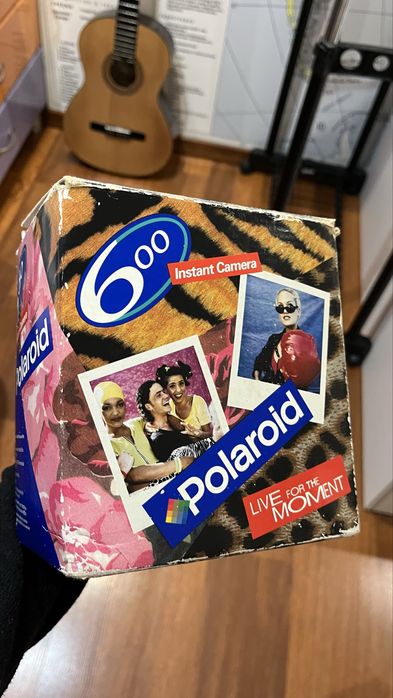 600
Instant Camera
Polaroid
Polaroid
LIVE FOR THE
MOMENT